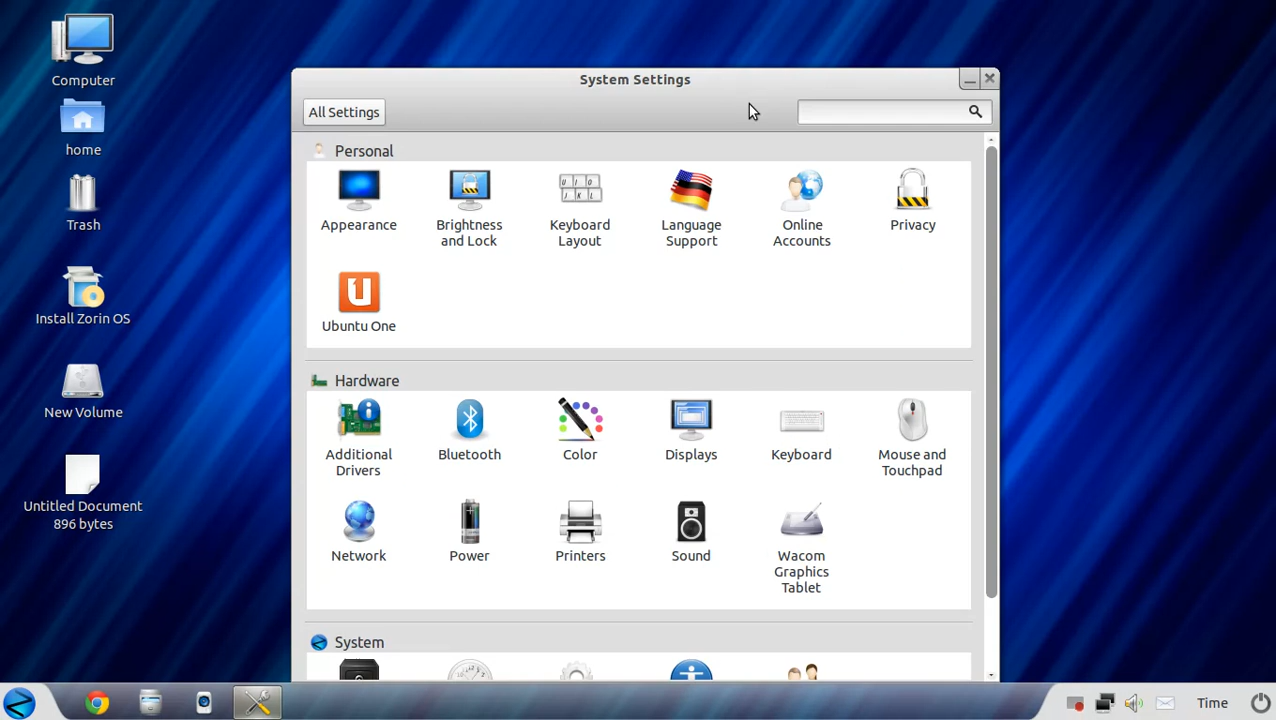 Computer
home
Trash
Install Zorin OS
New Volume
Untitled Document
896 bytes
System Settings
All Settings
Personal
Appearance
Brightness
and Lock
Keyboard
Layout
Language
Support
Online
Accounts
Privacy
Ubuntu One
Hardware
Additional
Drivers
Bluetooth
Color
Displays
Keyboard
Mouse and
Touchpad
Network
Power
Printers
Sound
Wacom
Graphics
Tablet
System
Time